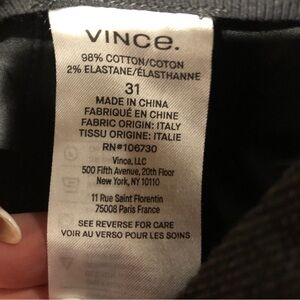 VINCE.
98% COTTON/COTON
2% ELASTANE/ÉLASTHANNE
31
MADE IN CHINA
FABRIQUÉ EN CHINE
FABRIC ORIGIN: ITALY
TISSU ORIGINE: ITALIE
RN#106730
Vince, LLC
500 Fifth Avenue, 20th Floor
New York, NY 10110
11 Rue Saint Florentin
75008 Paris France
SEE REVERSE FOR CARE
VOIR AU VERSO POUR LES SOINS